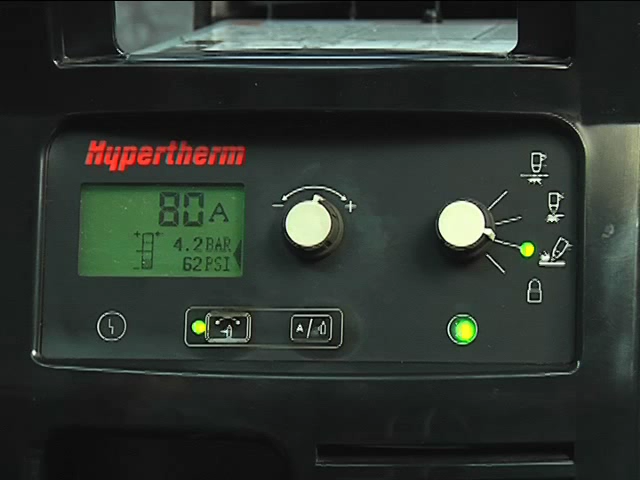 Hypertherm
80 A
4.2 BAR
62 PSI
- +
A/